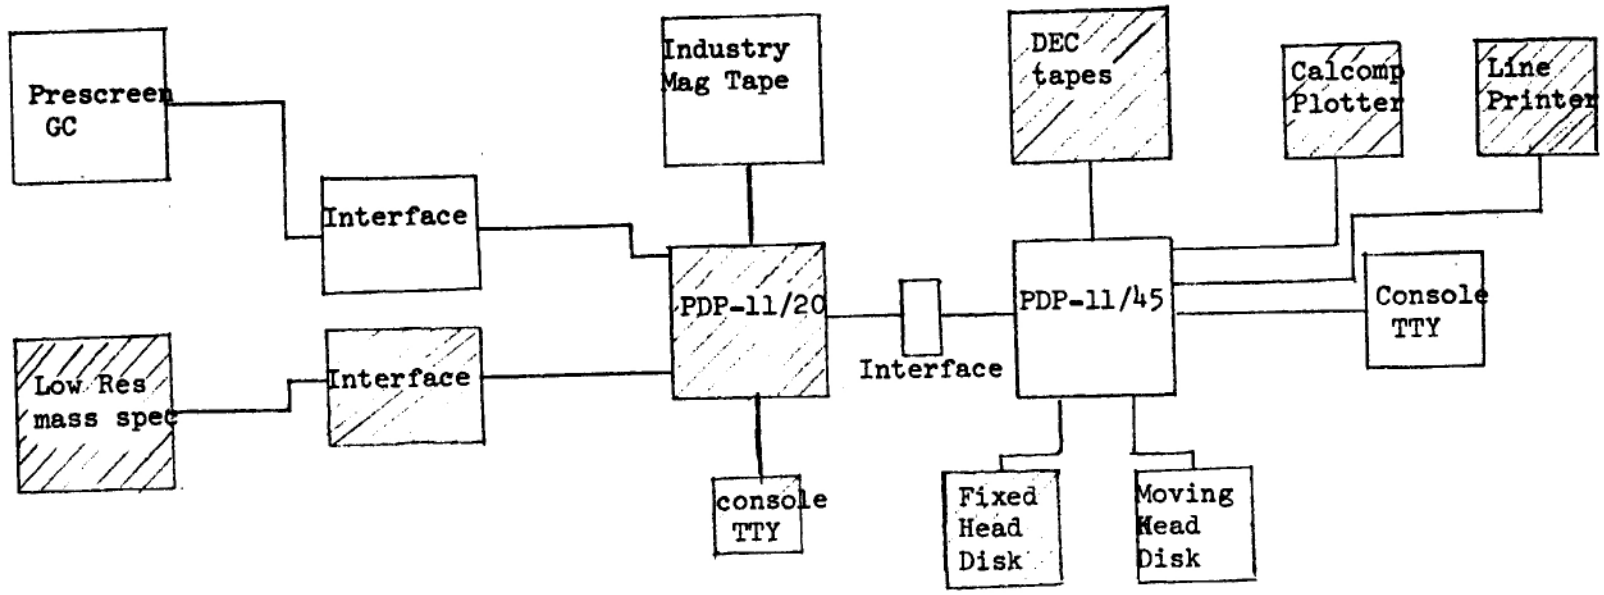 Prescreen
GC
Industry
Mag Tape
DEC
tapes
Calcomp
Plotter
Line
Printer
Interface
PDP-11/20
Interface
PDP-11/45
Console
TTY
Low Res
mass spec
Interface
console
TTY
Fixed
Head
Disk
Moving
Head
Disk